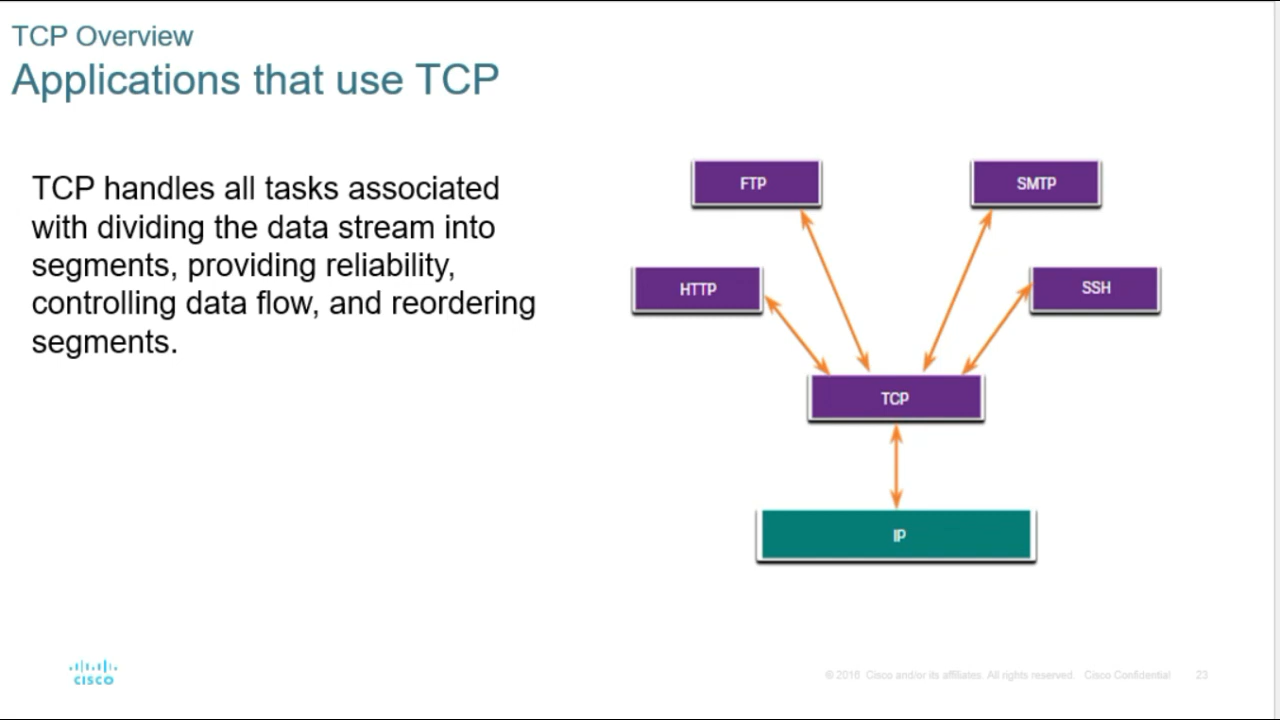 TCP Overview
Applications that use TCP
TCP handles all tasks associated
with dividing the data stream into
segments, providing reliability,
controlling data flow, and reordering
segments.
FTP
SMTP
HTTP
SSH
TCP
IP
CISCO
© 2016 Cisco and/or its affiliates. All rights reserved. Cisco Confidential
23